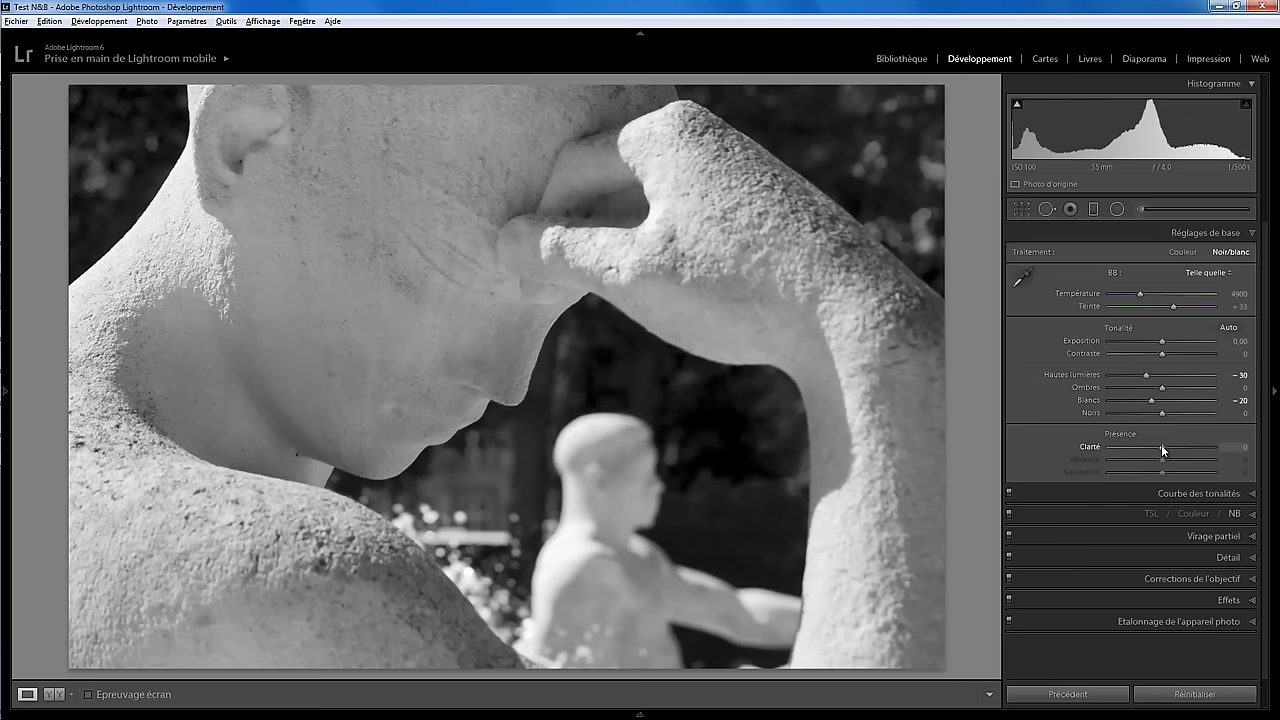 Test N&B - Adobe Photoshop Lightroom - Développement
Fichier Edition Développement Photo Paramètres Outils Affichage Fenêtre Aide
Lr
Adobe Lightroom 6
Prise en main de Lightroom mobile
Bibliothèque | Développement | Cartes | Livres | Diaporama | Impression | Web
Histogramme
ISO 100 55 mm ƒ / 4,0 1/500 s
Photo d'origine
Réglages de base
Traitement : Couleur Noir/blanc
BB : Telle quelle
Température 4900
Teinte + 33
Tonalité Auto
Exposition 0,00
Contraste 0
Hautes lumières – 30
Ombres 0
Blancs – 20
Noirs 0
Présence
Clarté 0
Vibrance 0
Saturation 0
Courbe des tonalités
TSL / Couleur / NB
Virage partiel
Détail
Corrections de l'objectif
Effets
Etalonnage de l'appareil photo
YY Epreuvage écran
Précédent Réinitialiser